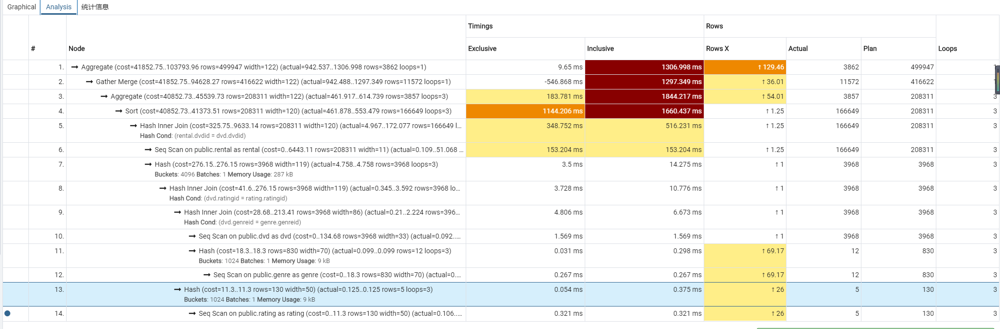 Graphical Analysis 统计信息
Timings Rows
# Node Exclusive Inclusive Rows X Actual Plan Loops
1. → Aggregate (cost=41852.75..103793.96 rows=499947 width=122) (actual=942.537..1306.998 rows=3862 loops=1) 9.65 ms 1306.998 ms ↑ 129.46 3862 499947 1
2. → Gather Merge (cost=41852.75..94628.27 rows=416622 width=122) (actual=942.488..1297.349 rows=11572 loops=1) -546.868 ms 1297.349 ms ↑ 36.01 11572 416622
3. → Aggregate (cost=40852.73..45539.73 rows=208311 width=122) (actual=461.917..614.739 rows=3857 loops=3) 183.781 ms 1844.217 ms ↑ 54.01 3857 208311 3
4. → Sort (cost=40852.73..41373.51 rows=208311 width=120) (actual=461.878..553.479 rows=166649 loops=3) 1144.206 ms 1660.437 ms ↑ 1.25 166649 208311 3
5. → Hash Inner Join (cost=325.75..9633.14 rows=208311 width=120) (actual=4.967..172.077 rows=166649 l... 348.752 ms 516.231 ms ↑ 1.25 166649 208311 3
Hash Cond: (rental.dvdid = dvd.dvdid)
6. → Seq Scan on public.rental as rental (cost=0..6443.11 rows=208311 width=11) (actual=0.109..51.068 ... 153.204 ms 153.204 ms ↑ 1.25 166649 208311 3
7. → Hash (cost=276.15..276.15 rows=3968 width=119) (actual=4.758..4.758 rows=3968 loops=3) 3.5 ms 14.275 ms ↑ 1 3968 3968 3
Buckets: 4096 Batches: 1 Memory Usage: 287 kB
8. → Hash Inner Join (cost=41.6..276.15 rows=3968 width=119) (actual=0.345..3.592 rows=3968 lo... 3.728 ms 10.776 ms ↑ 1 3968 3968 3
Hash Cond: (dvd.ratingid = rating.ratingid)
9. → Hash Inner Join (cost=28.68..213.41 rows=3968 width=86) (actual=0.21..2.224 rows=396... 4.806 ms 6.673 ms ↑ 1 3968 3968 3
Hash Cond: (dvd.genreid = genre.genreid)
10. → Seq Scan on public.dvd as dvd (cost=0..134.68 rows=3968 width=33) (actual=0.092..... 1.569 ms 1.569 ms ↑ 1 3968 3968 3
11. → Hash (cost=18.3..18.3 rows=830 width=70) (actual=0.099..0.099 rows=12 loops=3) 0.031 ms 0.298 ms ↑ 69.17 12 830 3
Buckets: 1024 Batches: 1 Memory Usage: 9 kB
12. → Seq Scan on public.genre as genre (cost=0..18.3 rows=830 width=70) (actual=0.... 0.267 ms 0.267 ms ↑ 69.17 12 830 3
13. → Hash (cost=11.3..11.3 rows=130 width=50) (actual=0.125..0.125 rows=5 loops=3) 0.054 ms 0.375 ms ↑ 26 5 130 3
Buckets: 1024 Batches: 1 Memory Usage: 9 kB
14. → Seq Scan on public.rating as rating (cost=0..11.3 rows=130 width=50) (actual=0.106..... 0.321 ms 0.321 ms ↑ 26 5 130 3